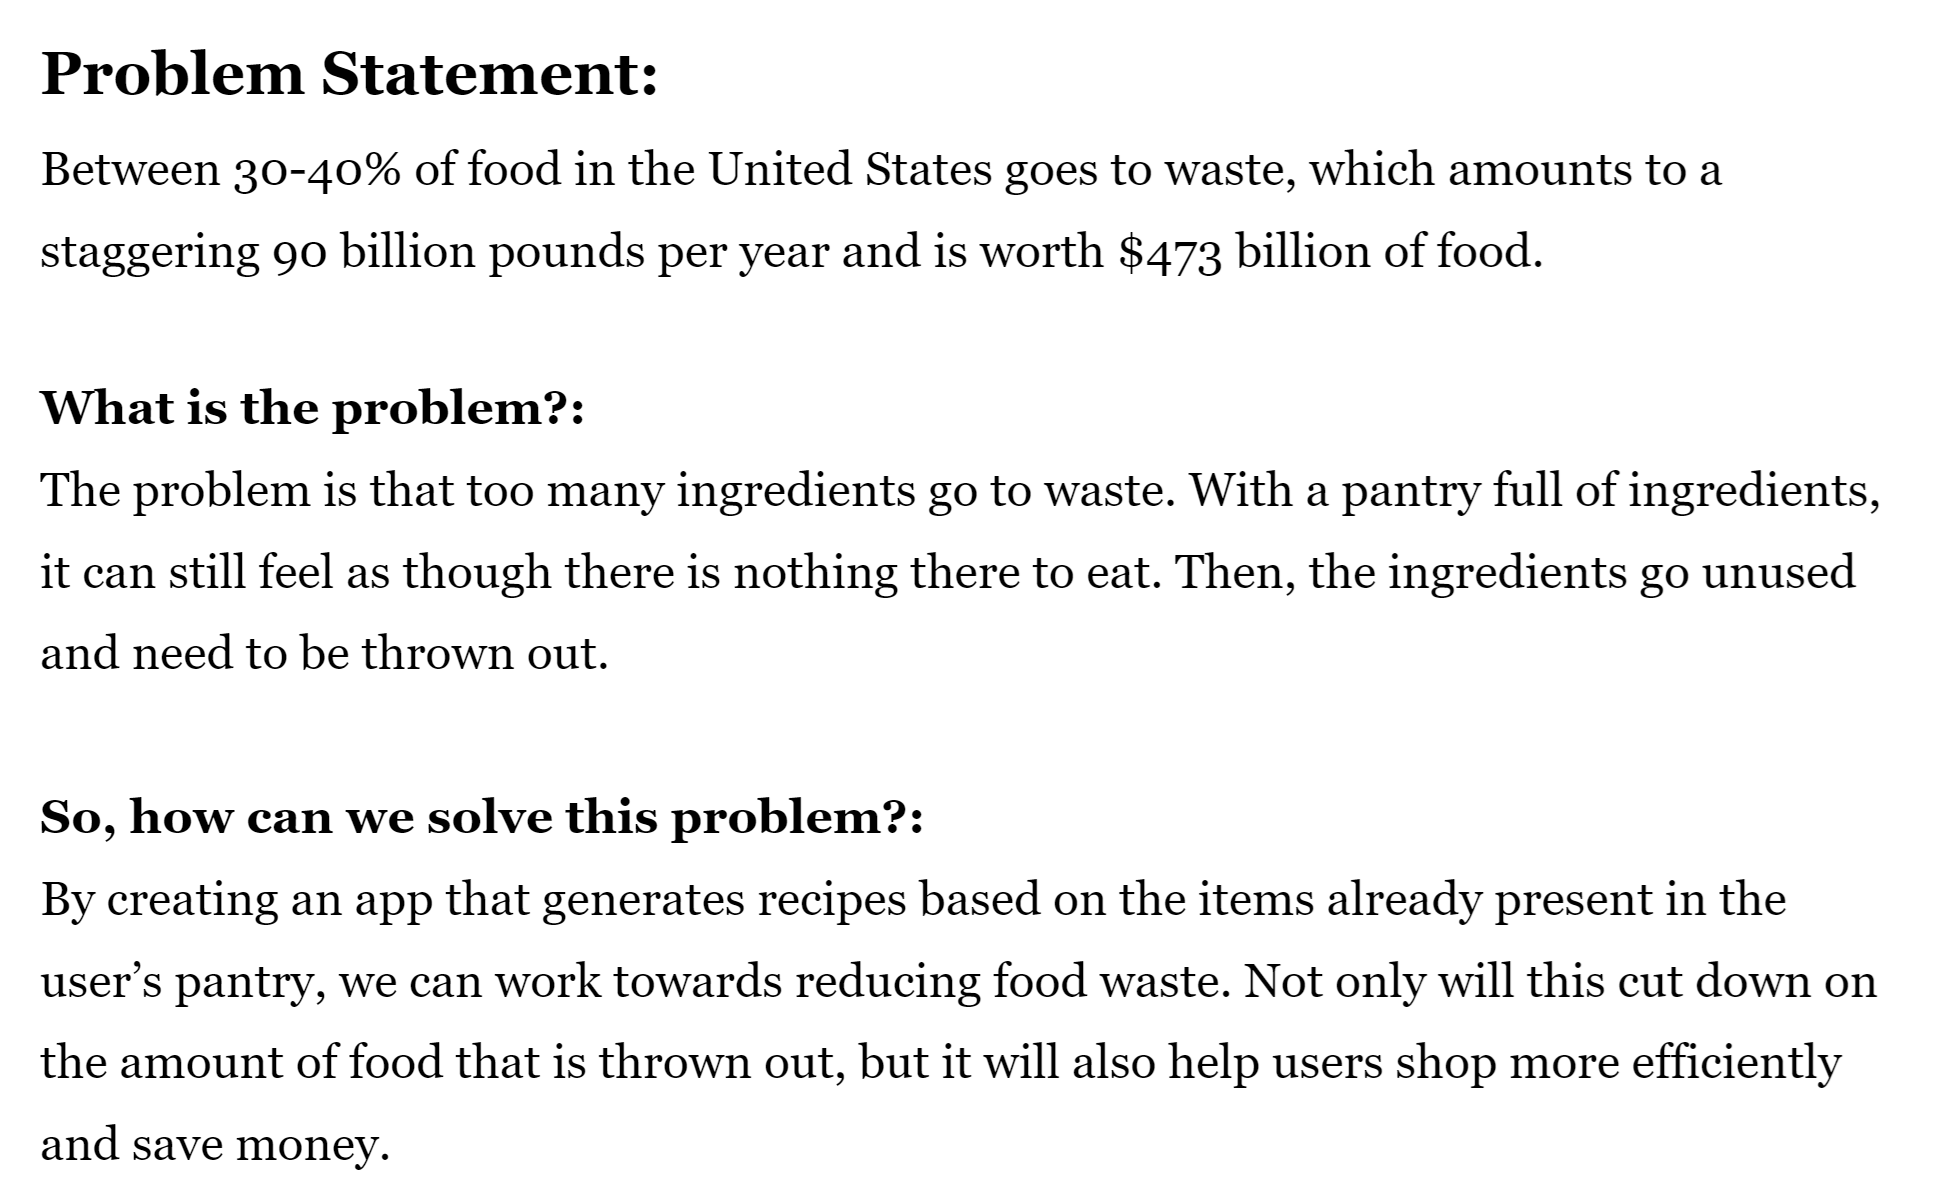 Problem Statement:
Between 30-40% of food in the United States goes to waste, which amounts to a
staggering 90 billion pounds per year and is worth $473 billion of food.
What is the problem?:
The problem is that too many ingredients go to waste. With a pantry full of ingredients,
it can still feel as though there is nothing there to eat. Then, the ingredients go unused
and need to be thrown out.
So, how can we solve this problem?:
By creating an app that generates recipes based on the items already present in the
user’s pantry, we can work towards reducing food waste. Not only will this cut down on
the amount of food that is thrown out, but it will also help users shop more efficiently
and save money.